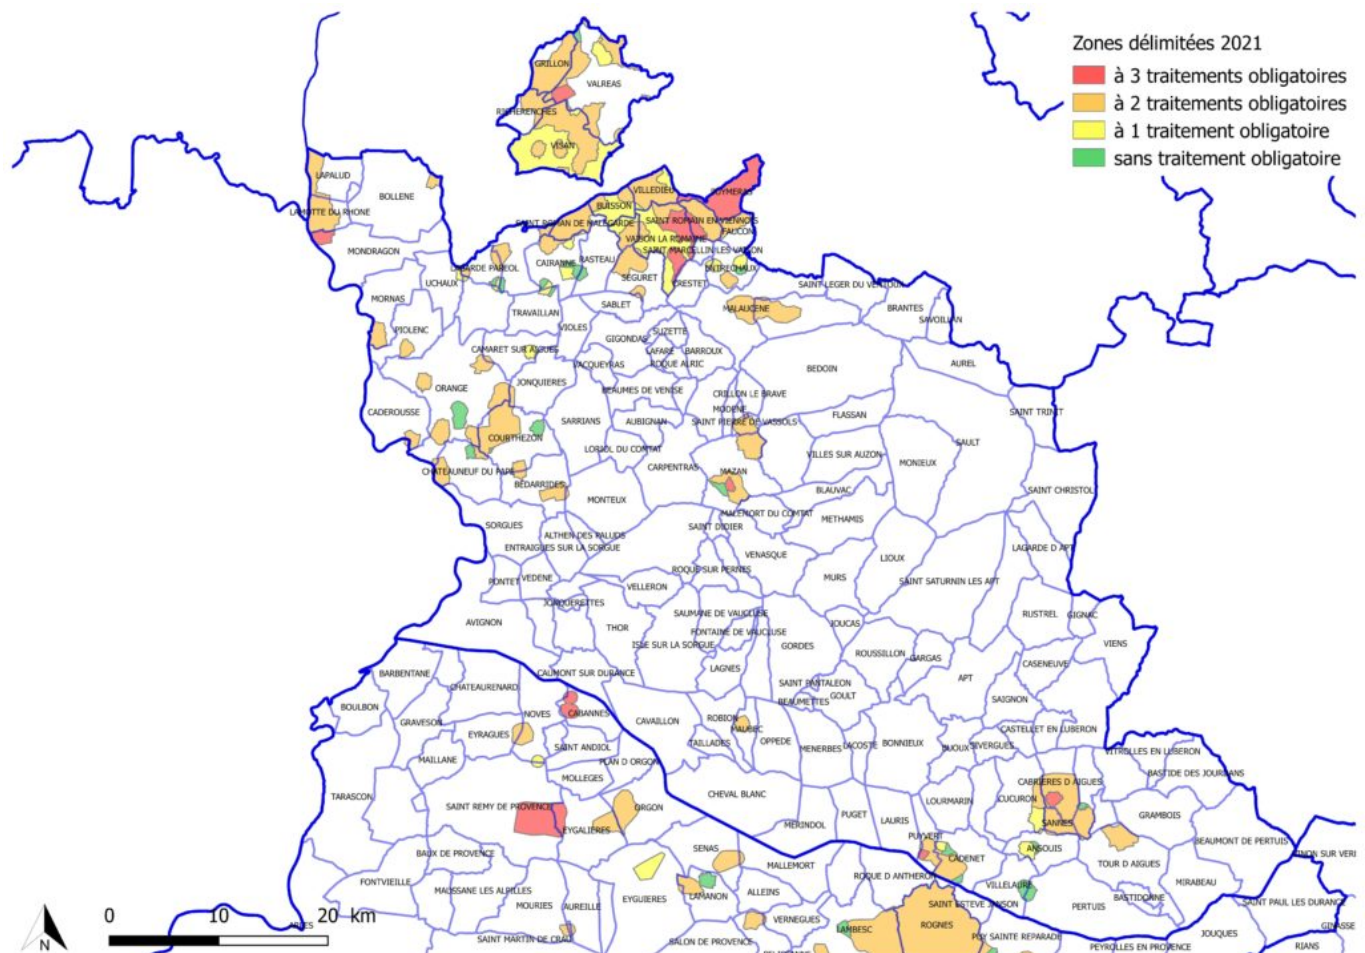 Zones délimitées 2021
à 3 traitements obligatoires
à 2 traitements obligatoires
à 1 traitement obligatoire
sans traitement obligatoire
GRILLON
VALREAS
RICHERENCHES
VISAN
LAPALUD
BOLLENE
LAMOTTE DU RHONE
MONDRAGON
PUYMERAS
VILLEDIEU
BUISSON
SAINT ROMAN DE MALEGARDE
SAINT ROMAIN EN VIENNOIS
FAUCON
VAISON LA ROMAINE
SAINT MARCELLIN LES VAISON
CAIRANNE
RASTEAU
LAGARDE PAREOL
SEGURET
ENTRECHAUX
CRESTET
UCHAUX
SAINT LEGER DU VENTOUX
MORNAS
SABLET
MALAUCENE
BRANTES
SAVOILLAN
TRAVAILLAN
VIOLES
PIOLENC
SUZETTE
GIGONDAS
CAMARET SUR AIGUES
LAFARE
BARROUX
ROQUE ALRIC
VACQUEYRAS
BEDOIN
AUREL
ORANGE
JONQUIERES
BEAUMES DE VENISE
CRILLON LE BRAVE
CADEROUSSE
MODENE
FLASSAN
SAINT TRINIT
SARRIANS
AUBIGNAN
SAINT PIERRE DE VASSOLS
COURTHEZON
SAULT
LORIOL DU COMTAT
VILLES SUR AUZON
MONIEUX
CHATEAUNEUF DU PAPE
CARPENTRAS
MAZAN
BEDARRIDES
BLAUVAC
SAINT CHRISTOL
MONTEUX
MALEMORT DU COMTAT
METHAMIS
SORGUES
SAINT DIDIER
ALTHEN DES PALUDS
ENTRAIGUES SUR LA SORGUE
LAGARDE D APT
VENASQUE
LIOUX
ROQUE SUR PERNES
PONTET
VEDENE
MURS
SAINT SATURNIN LES APT
VELLERON
JONQUERETTES
SAUMANE DE VAUCLUSE
RUSTREL
GIGNAC
AVIGNON
THOR
JOUCAS
FONTAINE DE VAUCLUSE
ISLE SUR LA SORGUE
GORDES
VIENS
ROUSSILLON
GARGAS
CASENEUVE
BARBENTANE
CAUMONT SUR DURANCE
LAGNES
APT
CHATEAURENARD
SAINT PANTALEON
BEAUMETTES
GOULT
SAIGNON
BOULBON
NOVES
CABANNES
GRAVESON
CAVAILLON
ROBION
MAUBEC
CASTELLET EN LUBERON
EYRAGUES
SAINT ANDIOL
TAILLADES
OPPEDE
MENERBES
LACOSTE
BONNIEUX
BUOUX
SIVERGUES
VITROLLES EN LUBERON
MAILLANE
PLAN D ORGON
MOLLEGES
BASTIDE DES JOURDANS
CABRIERES D AIGUES
TARASCON
SAINT REMY DE PROVENCE
ORGON
CHEVAL BLANC
LOURMARIN
CUCURON
PUGET
GRAMBOIS
EYGALIERES
MERINDOL
LAURIS
SANNES
PUYVERT
BEAUMONT DE PERTUIS
BAUX DE PROVENCE
SENAS
ANSOUIS
CADENET
MALLEMORT
TOUR D AIGUES
FONTVIEILLE
ROQUE D ANTHERON
MIRABEAU
MAUSSANE LES ALPILLES
VILLELAURE
BASTIDONNE
EYGUIERES
LAMANON
ALLEINS
MOURIES
AUREILLE
SAINT ESTEVE JANSON
PERTUIS
SAINT PAUL LES DURANCE
VERNEGUES
ROGNES
LAMBESC
SAINT MARTIN DE CRAU
SALON DE PROVENCE
PUY SAINTE REPARADE
JOUQUES
PEYROLLES EN PROVENCE
RIANS
N
0 10 20 km